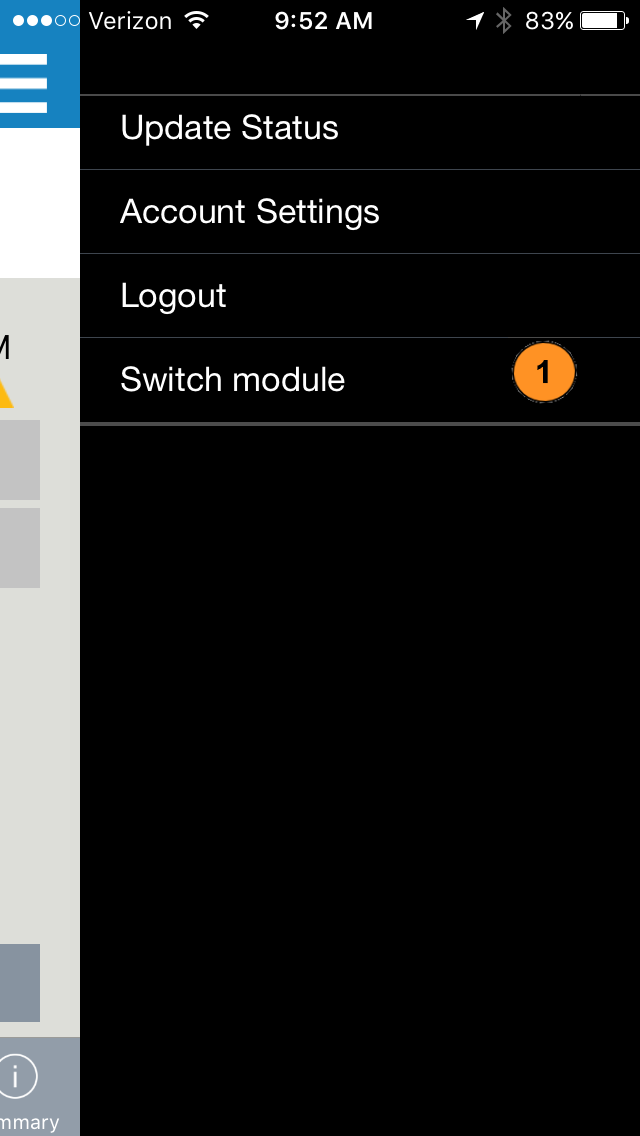 Verizon 9:52 AM 83%
Update Status
Account Settings
Logout
Switch module 1
M
i
mmary